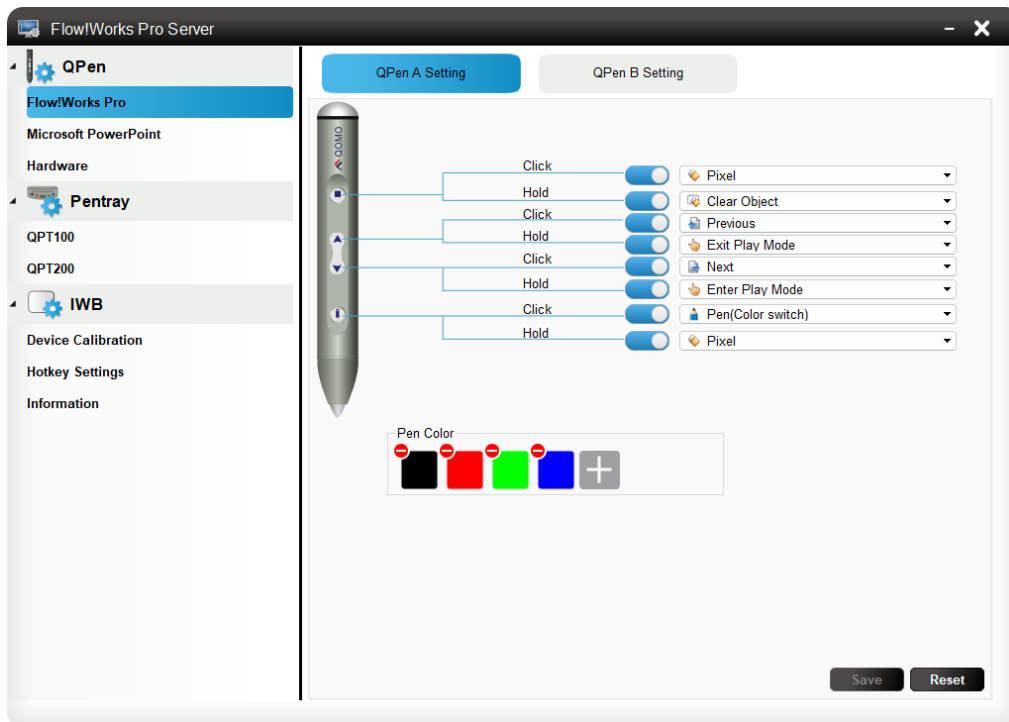 Flow!Works Pro Server
QPen
Flow!Works Pro
Microsoft PowerPoint
Hardware
Pentray
QPT100
QPT200
IWB
Device Calibration
Hotkey Settings
Information
QPen A Setting
QPen B Setting
QOMO
Click
Pixel
Hold
Clear Object
Click
Previous
Hold
Exit Play Mode
Click
Next
Hold
Enter Play Mode
Click
Pen(Color switch)
Hold
Pixel
Pen Color
Save
Reset